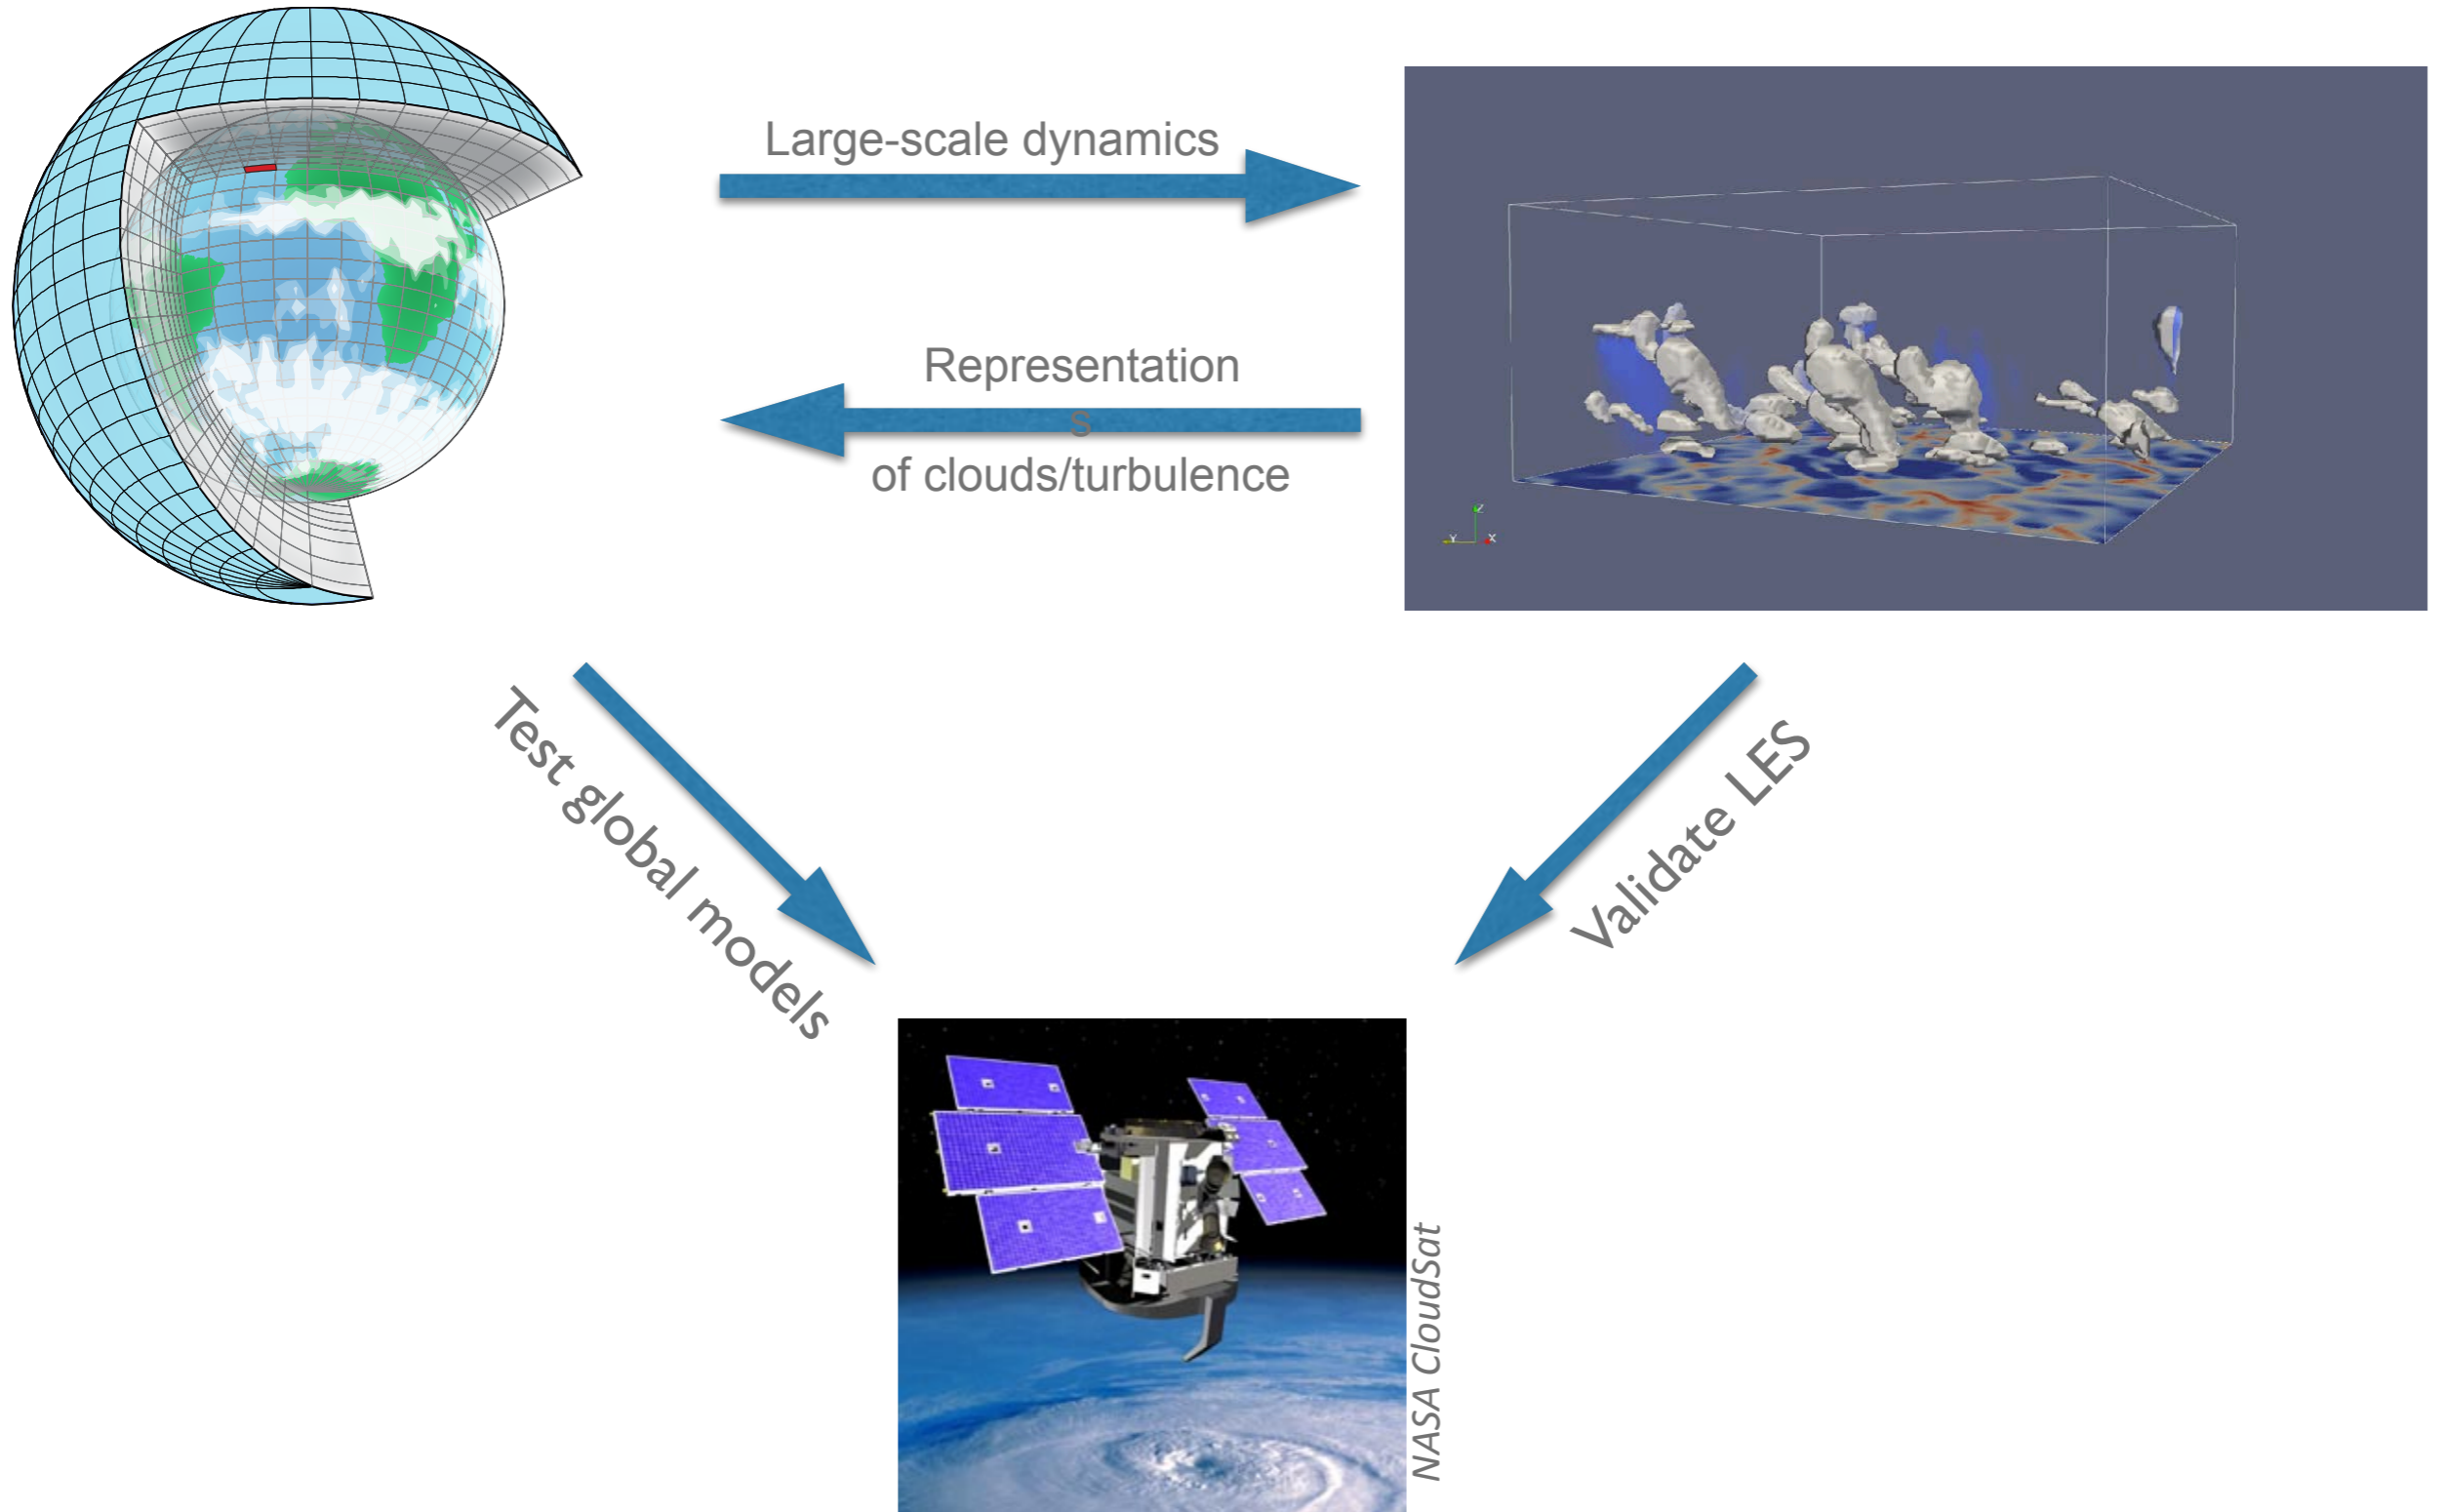 Large-scale dynamics
Representation
s
of clouds/turbulence
Z
Y
X
Test global models
Validate LES
NASA CloudSat